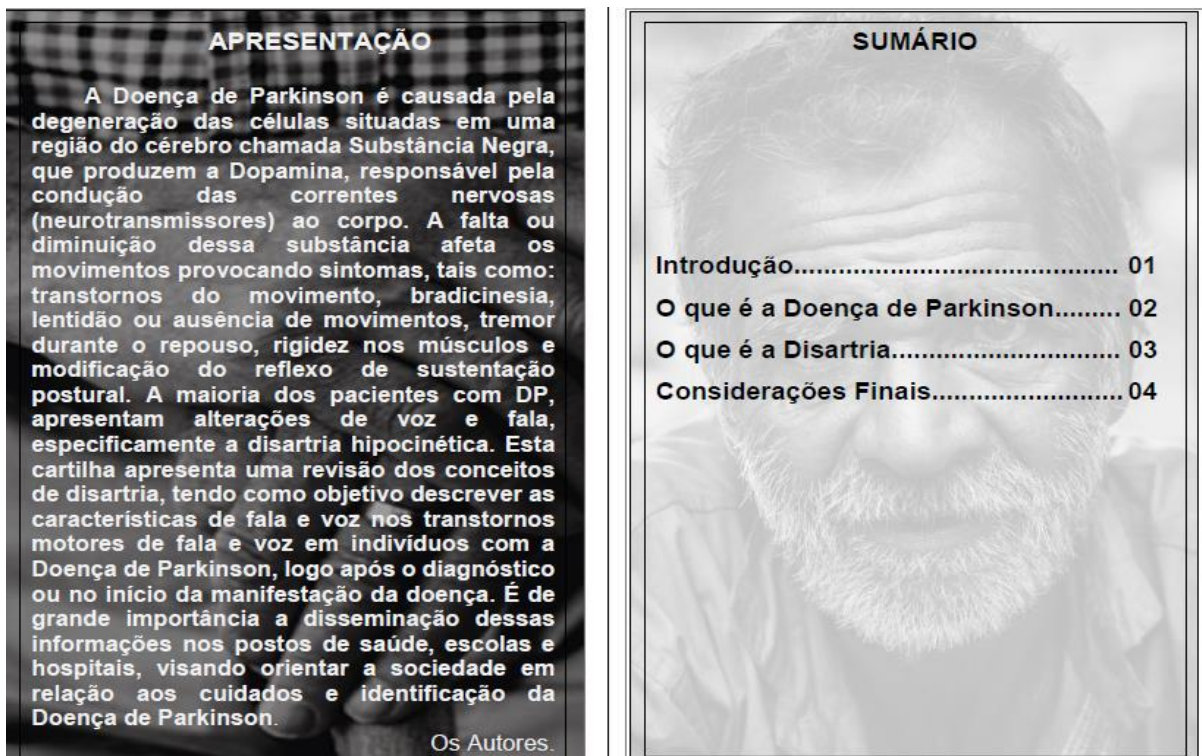 APRESENTAÇÃO
A Doença de Parkinson é causada pela
degeneração das células situadas em uma
região do cérebro chamada Substância Negra,
que produzem a Dopamina, responsável pela
condução das correntes nervosas
(neurotransmissores) ao corpo. A falta ou
diminuição dessa substância afeta os
movimentos provocando sintomas, tais como:
transtornos do movimento, bradicinesia,
lentidão ou ausência de movimentos, tremor
durante o repouso, rigidez nos músculos e
modificação do reflexo de sustentação
postural. A maioria dos pacientes com DP,
apresentam alterações de voz e fala,
especificamente a disartria hipocinética. Esta
cartilha apresenta uma revisão dos conceitos
de disartria, tendo como objetivo descrever as
características de fala e voz nos transtornos
motores de fala e voz em indivíduos com a
Doença de Parkinson, logo após o diagnóstico
ou no início da manifestação da doença. É de
grande importância a disseminação dessas
informações nos postos de saúde, escolas e
hospitais, visando orientar a sociedade em
relação aos cuidados e identificação da
Doença de Parkinson.
Os Autores.
SUMÁRIO
Introdução............................................ 01
O que é a Doença de Parkinson......... 02
O que é a Disartria............................... 03
Considerações Finais.......................... 04